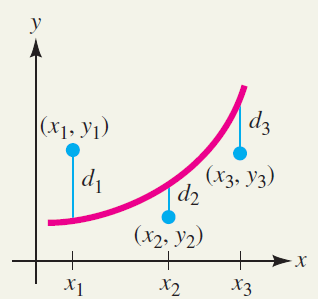 y
(x₁, y₁)
d₁
d₂
d₃
(x₃, y₃)
(x₂, y₂)
x
x₁ x₂ x₃